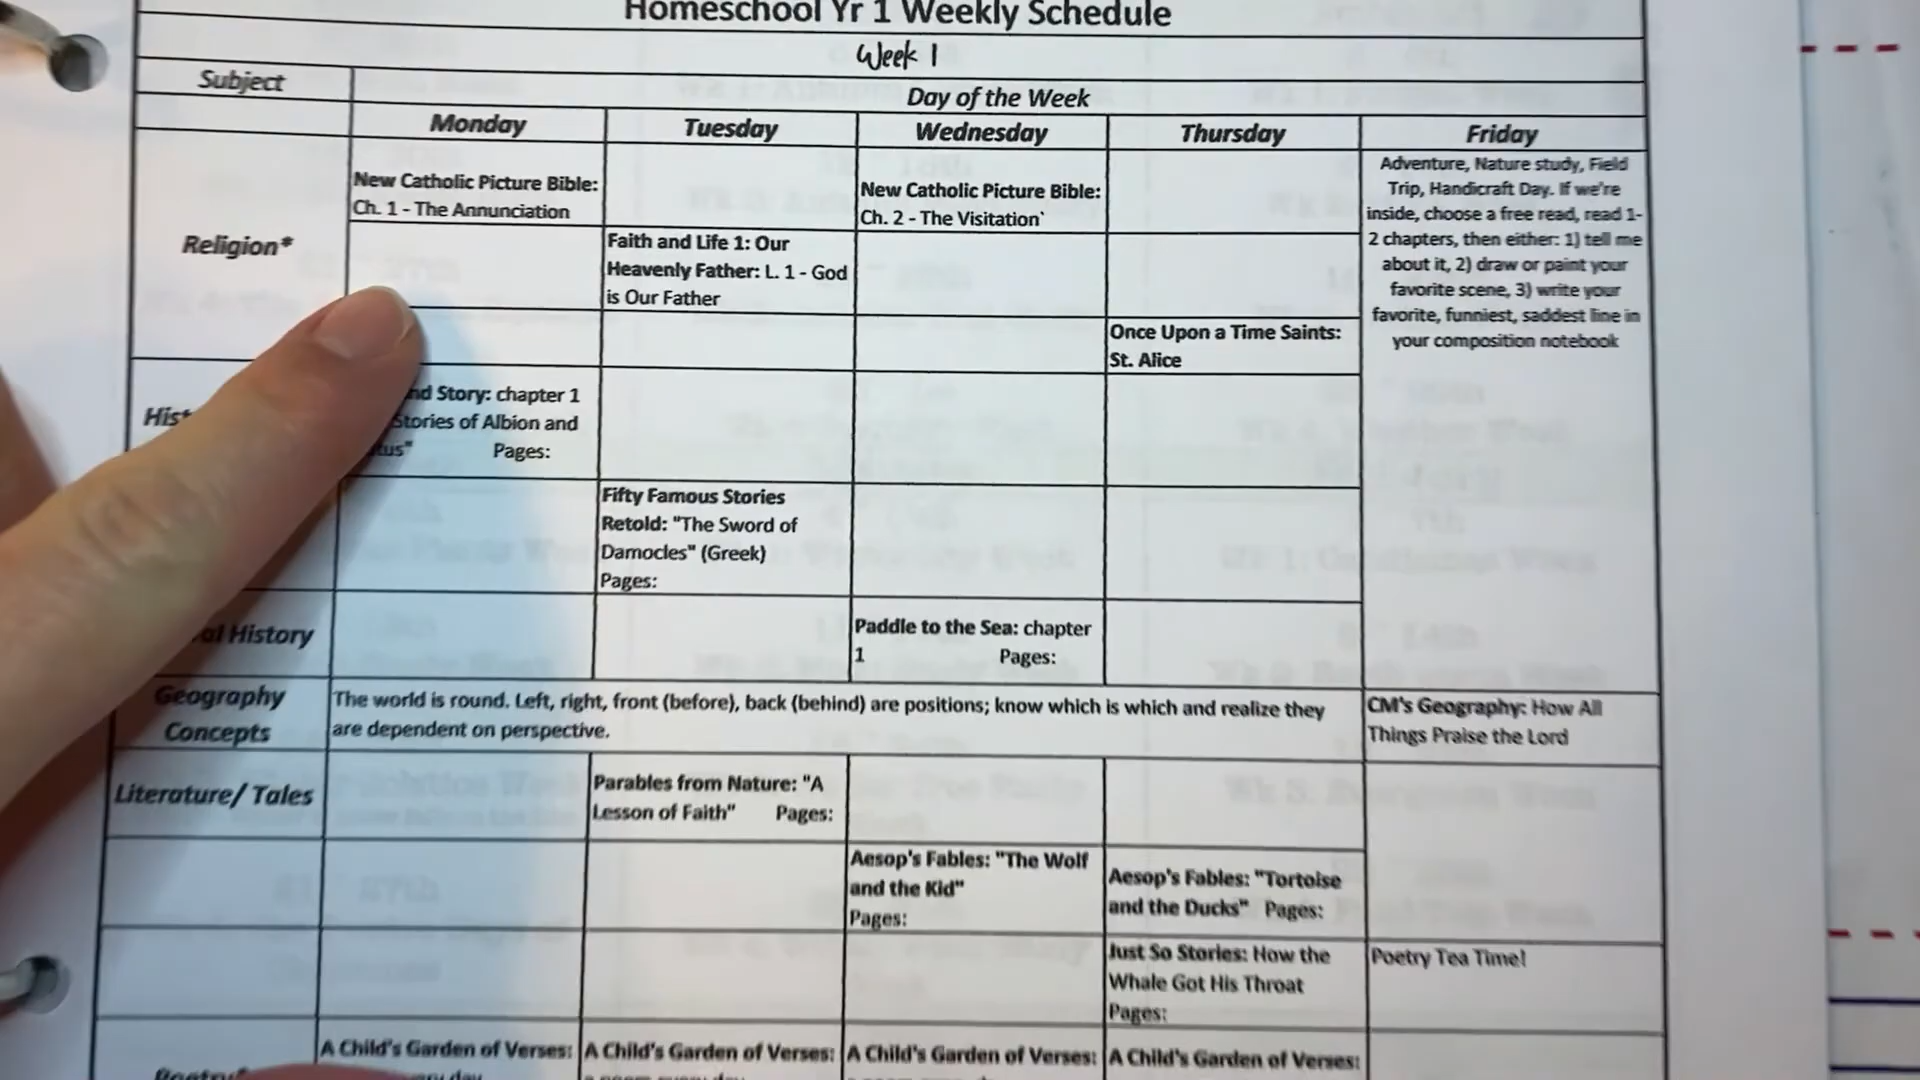 Homeschool Yr 1 Weekly Schedule
Week 1
Subject
Day of the Week
Monday
Tuesday
Wednesday
Thursday
Friday
Religion*
New Catholic Picture Bible:
Ch. 1 - The Annunciation
New Catholic Picture Bible:
Ch. 2 - The Visitation`
Adventure, Nature study, Field
Trip, Handicraft Day. If we're
inside, choose a free read, read 1-
2 chapters, then either: 1) tell me
about it, 2) draw or paint your
favorite scene, 3) write your
favorite, funniest, saddest line in
your composition notebook
Faith and Life 1: Our
Heavenly Father: L. 1 - God
is Our Father
Once Upon a Time Saints:
St. Alice
Story: chapter 1
Stories of Albion and
Pages:
Fifty Famous Stories
Retold: "The Sword of
Damocles" (Greek)
Pages:
History
Paddle to the Sea: chapter
1 Pages:
Geography
Concepts
The world is round. Left, right, front (before), back (behind) are positions; know which is which and realize they
are dependent on perspective.
CM's Geography: How All
Things Praise the Lord
Literature/ Tales
Parables from Nature: "A
Lesson of Faith" Pages:
Aesop's Fables: "The Wolf
and the Kid"
Pages:
Aesop's Fables: "Tortoise
and the Ducks" Pages:
Just So Stories: How the
Whale Got His Throat
Pages:
Poetry Tea Time!
A Child's Garden of Verses:
A Child's Garden of Verses:
A Child's Garden of Verses:
A Child's Garden of Verses: